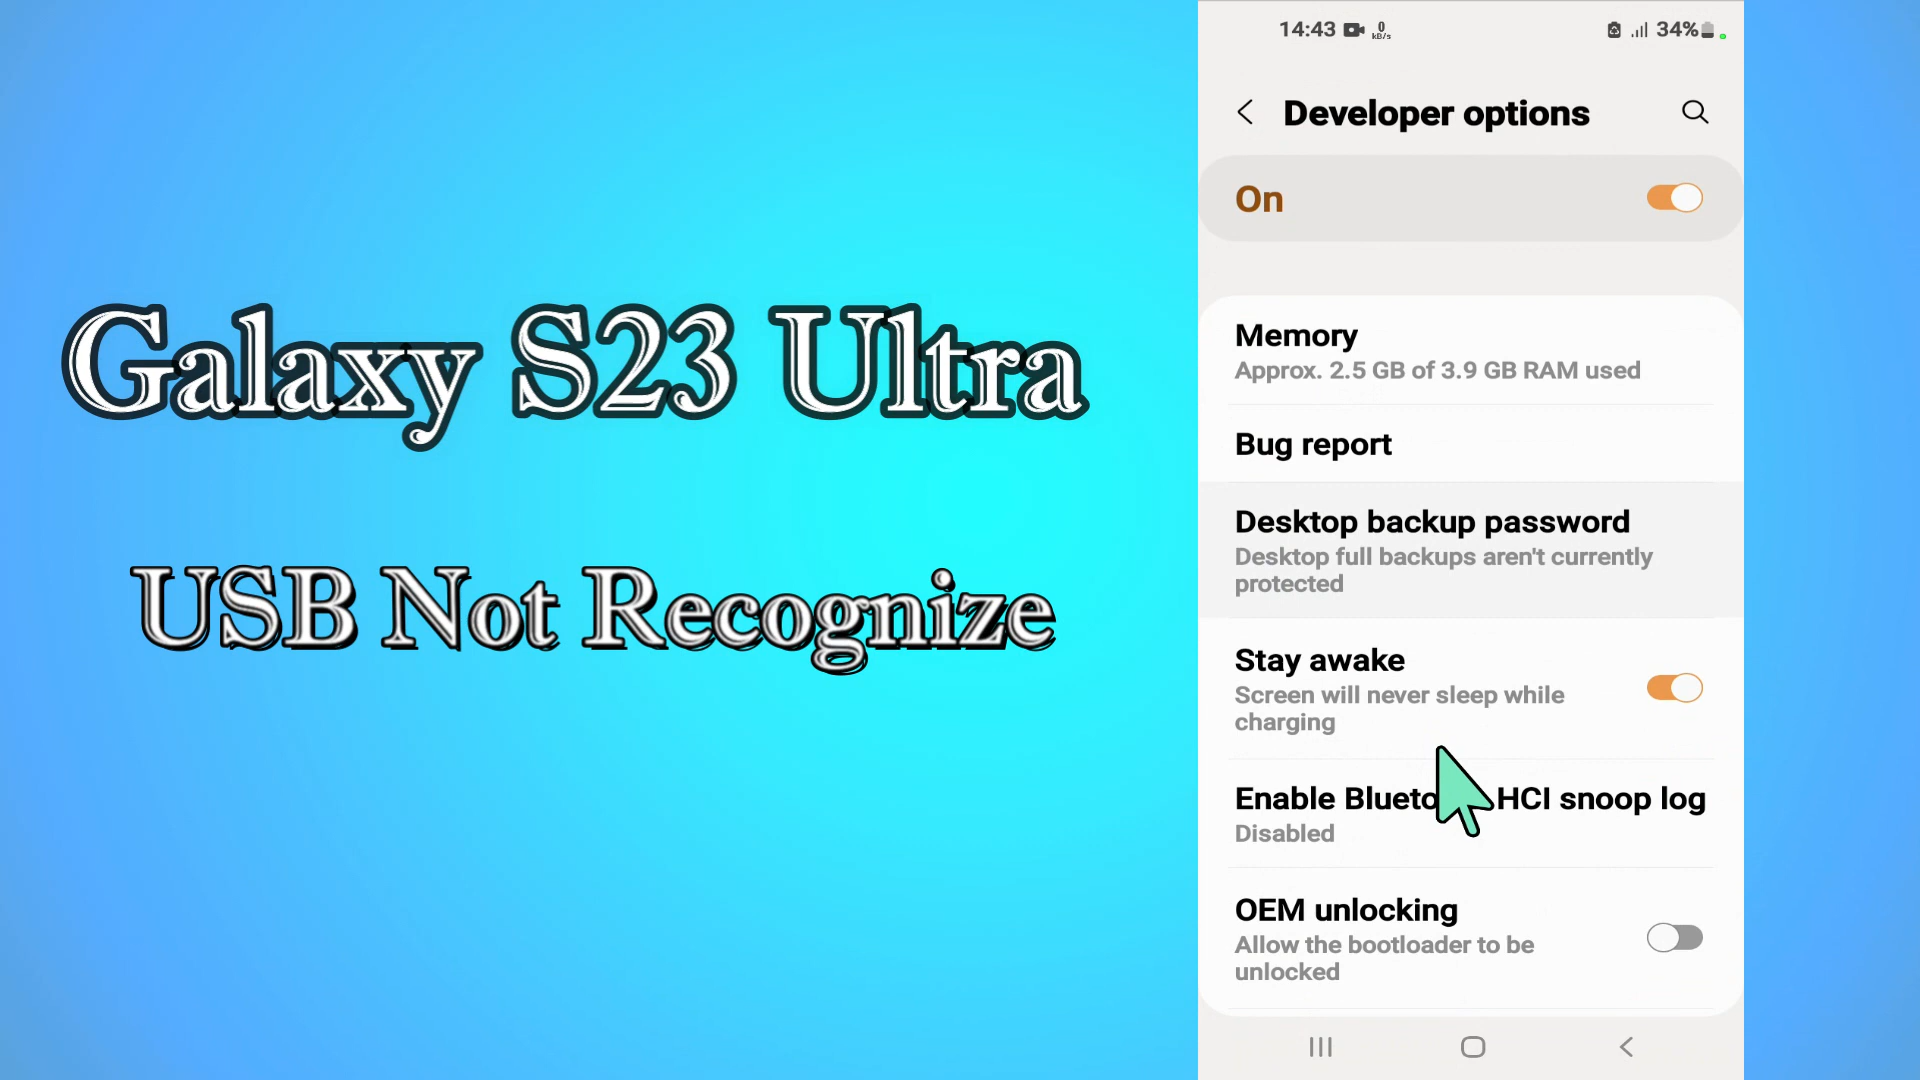 Galaxy S23 Ultra
USB Not Recognize
14:43 0 kB/s 34%
Developer options
On
Memory
Approx. 2.5 GB of 3.9 GB RAM used
Bug report
Desktop backup password
Desktop full backups aren't currently
protected
Stay awake
Screen will never sleep while
charging
Enable HCI snoop log
Disabled
OEM unlocking
Allow the bootloader to be
unlocked